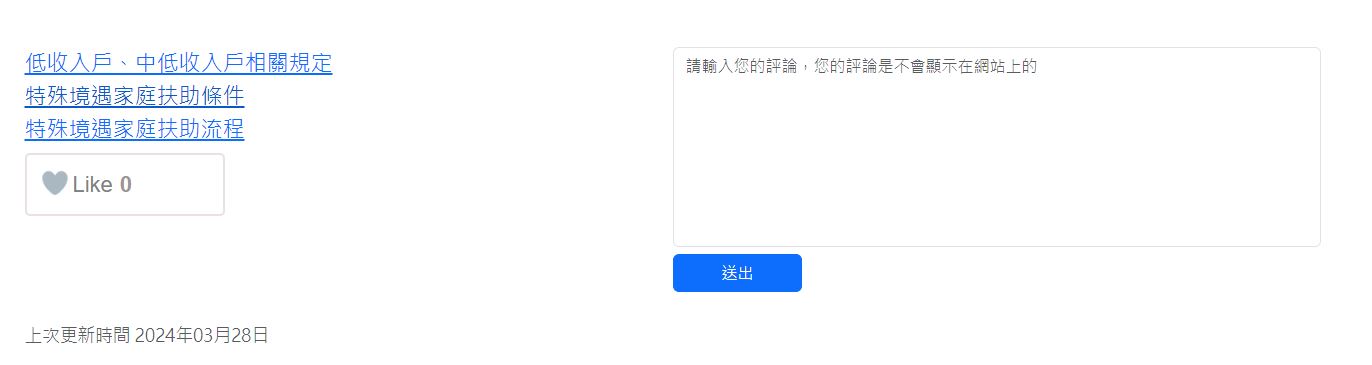 低收入戶、中低收入戶相關規定
特殊境遇家庭扶助條件
特殊境遇家庭扶助流程
Like 0
請輸入您的評論，您的評論是不會顯示在網站上的
送出
上次更新時間 2024年03月28日